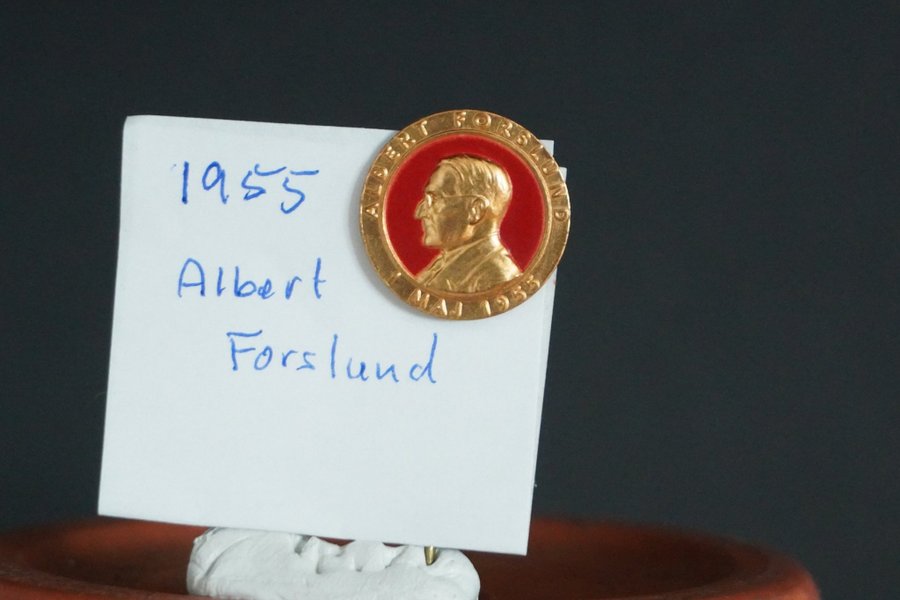 1955
Albert
Forslund
ALBERT FORSLUND
1 MAJ 1955